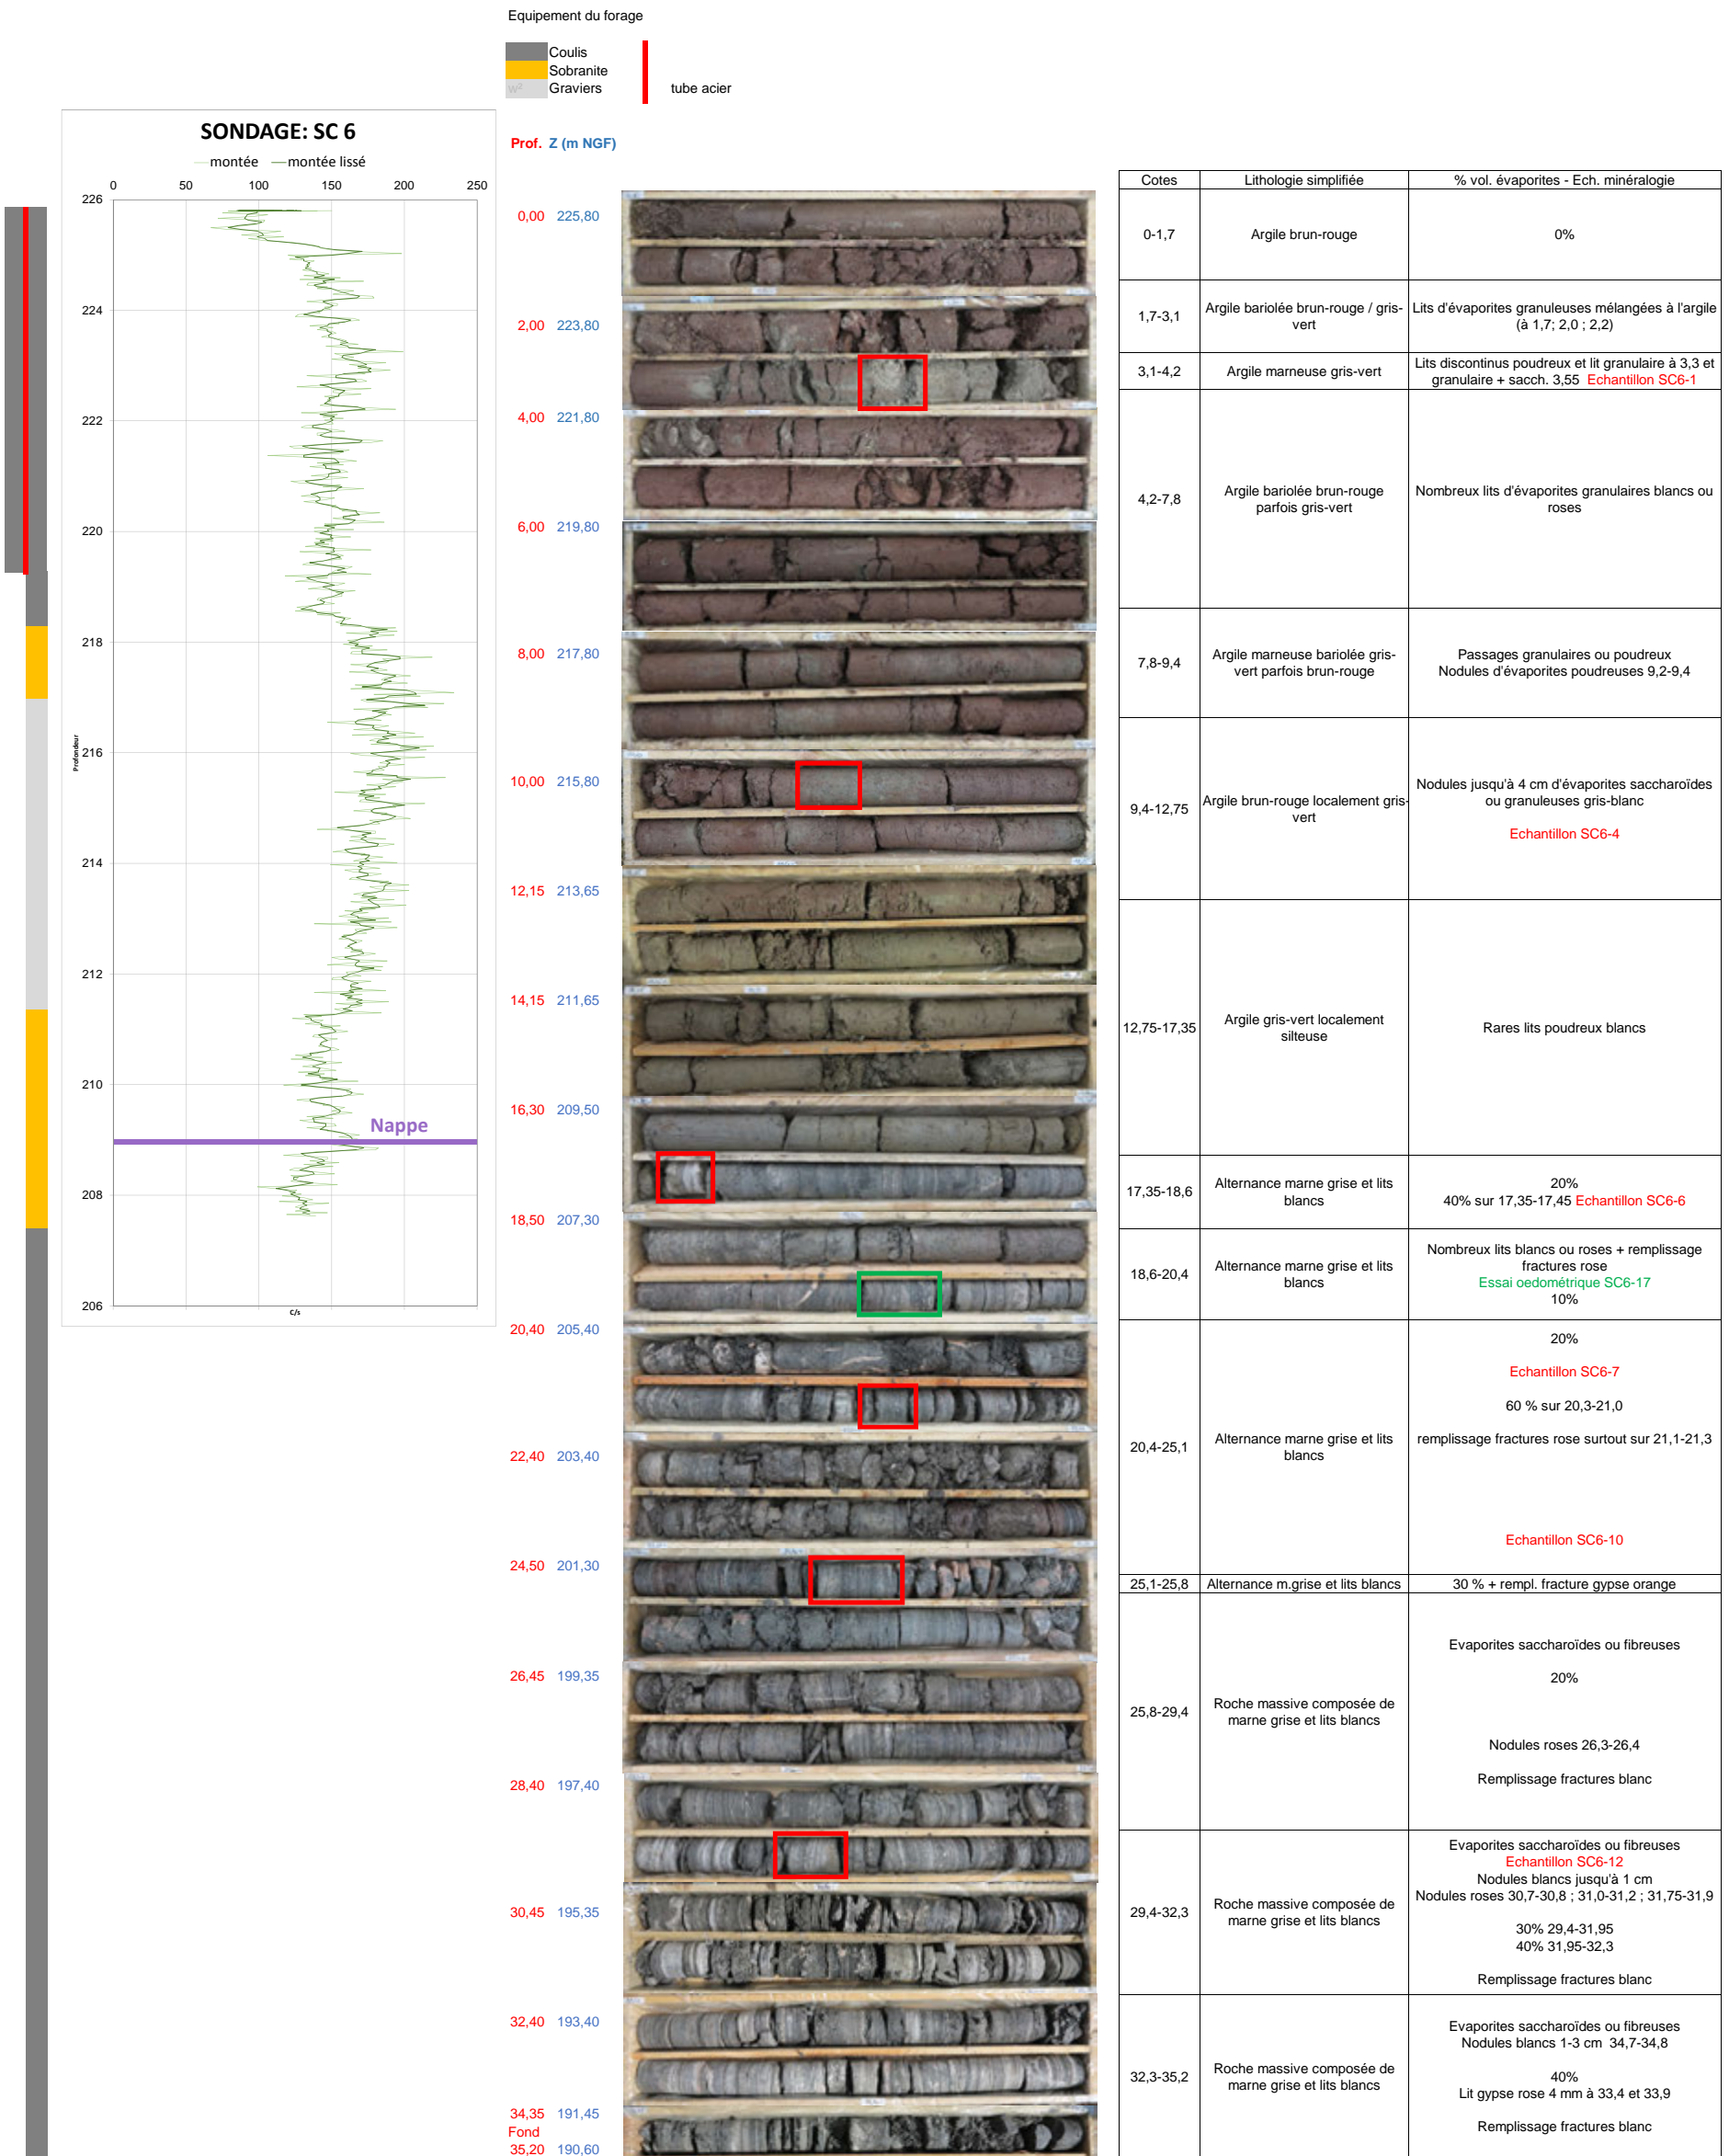 Equipement du forage
Coulis
Sobranite
w² Graviers
tube acier
SONDAGE: SC 6
montée montée lissé
0 50 100 150 200 250
226
224
222
220
218
216
214
212
210
208
206
Profondeur
C/s
Nappe
Prof. Z (m NGF)
0,00 225,80
2,00 223,80
4,00 221,80
6,00 219,80
8,00 217,80
10,00 215,80
12,15 213,65
14,15 211,65
16,30 209,50
18,50 207,30
20,40 205,40
22,40 203,40
24,50 201,30
26,45 199,35
28,40 197,40
30,45 195,35
32,40 193,40
34,35 191,45
Fond
35,20 190,60
Cotes Lithologie simplifiée % vol. évaporites - Ech. minéralogie
0-1,7 Argile brun-rouge 0%
1,7-3,1
Argile bariolée brun-rouge / gris-
vert
Lits d'évaporites granuleuses mélangées à l'argile
(à 1,7; 2,0 ; 2,2)
3,1-4,2
Argile marneuse gris-vert
Lits discontinus poudreux et lit granulaire à 3,3 et
granulaire + sacch. 3,55 Echantillon SC6-1
4,2-7,8
Argile bariolée brun-rouge
parfois gris-vert
Nombreux lits d'évaporites granulaires blancs ou
roses
7,8-9,4
Argile marneuse bariolée gris-
vert parfois brun-rouge
Passages granulaires ou poudreux
Nodules d'évaporites poudreuses 9,2-9,4
9,4-12,75
Argile brun-rouge localement gris-
vert
Nodules jusqu'à 4 cm d'évaporites saccharoïdes
ou granuleuses gris-blanc
Echantillon SC6-4
12,75-17,35
Argile gris-vert localement
silteuse
Rares lits poudreux blancs
17,35-18,6
Alternance marne grise et lits
blancs
20%
40% sur 17,35-17,45 Echantillon SC6-6
18,6-20,4
Alternance marne grise et lits
blancs
Nombreux lits blancs ou roses + remplissage
fractures rose
Essai oedométrique SC6-17
10%
20,4-25,1
Alternance marne grise et lits
blancs
20%
Echantillon SC6-7
60 % sur 20,3-21,0
remplissage fractures rose surtout sur 21,1-21,3
Echantillon SC6-10
25,1-25,8 Alternance m.grise et lits blancs 30 % + rempl. fracture gypse orange
25,8-29,4
Roche massive composée de
marne grise et lits blancs
Evaporites saccharoïdes ou fibreuses
20%
Nodules roses 26,3-26,4
Remplissage fractures blanc
29,4-32,3
Roche massive composée de
marne grise et lits blancs
Evaporites saccharoïdes ou fibreuses
Echantillon SC6-12
Nodules blancs jusqu'à 1 cm
Nodules roses 30,7-30,8 ; 31,0-31,2 ; 31,75-31,9
30% 29,4-31,95
40% 31,95-32,3
Remplissage fractures blanc
32,3-35,2
Roche massive composée de
marne grise et lits blancs
Evaporites saccharoïdes ou fibreuses
Nodules blancs 1-3 cm 34,7-34,8
40%
Lit gypse rose 4 mm à 33,4 et 33,9
Remplissage fractures blanc